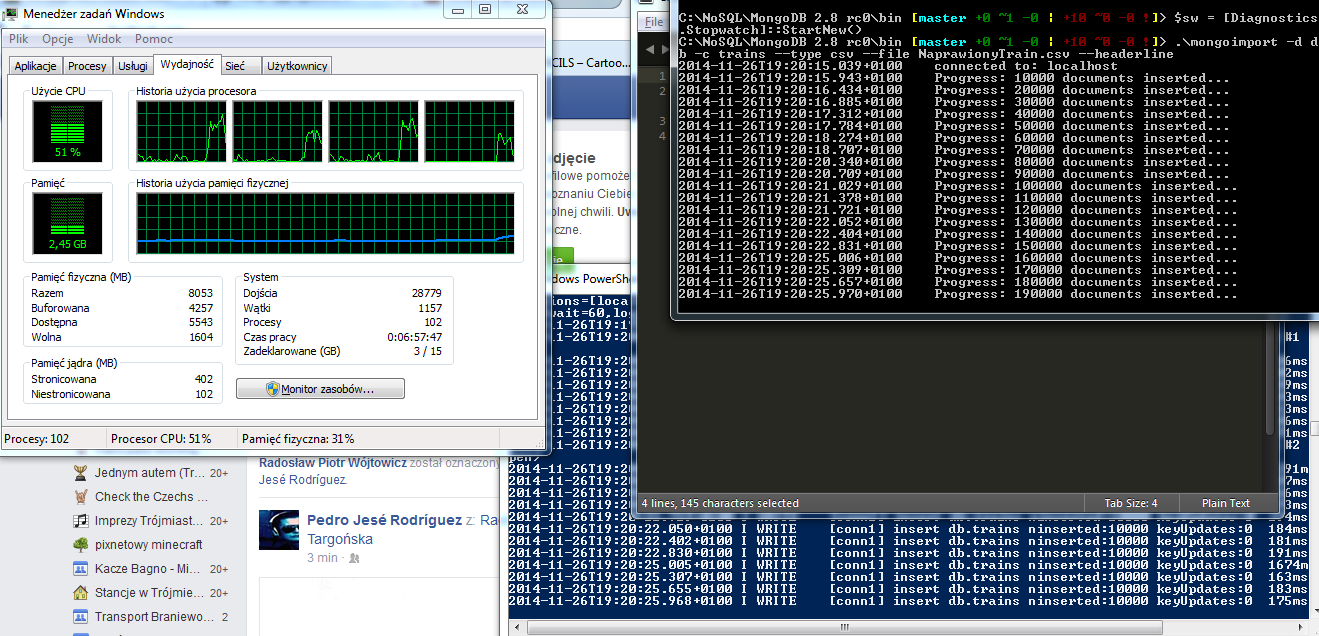 Menedżer zadań Windows
Plik Opcje Widok Pomoc
Aplikacje Procesy Usługi Wydajność Sieć Użytkownicy
Użycie CPU
Historia użycia procesora
51 %
Pamięć
Historia użycia pamięci fizycznej
2,45 GB
Pamięć fizyczna (MB)
Razem 8053
Buforowana 4257
Dostępna 5543
Wolna 1604
Pamięć jądra (MB)
Stronicowana 402
Niestronicowana 102
System
Dojścia 28779
Wątki 1157
Procesy 102
Czas pracy 0:06:57:47
Zadeklarowane (GB) 3 / 15
Monitor zasobów...
Procesy: 102 Procesor CPU: 51% Pamięć fizyczna: 31%
CILS – Cartoo...
File
1
2
3
4
C:\NoSQL\MongoDB 2.8 rc0\bin [master +0 ~1 -0 | +10 ~0 -0 !]> $sw = [Diagnostics
.Stopwatch]::StartNew()
C:\NoSQL\MongoDB 2.8 rc0\bin [master +0 ~1 -0 | +10 ~0 -0 !]> .\mongoimport -d d
b -c trains --type csv --file NaprawionyTrain.csv --headerline
2014-11-26T19:20:15.039+0100 connected to: localhost
2014-11-26T19:20:15.943+0100 Progress: 10000 documents inserted...
2014-11-26T19:20:16.434+0100 Progress: 20000 documents inserted...
2014-11-26T19:20:16.885+0100 Progress: 30000 documents inserted...
2014-11-26T19:20:17.312+0100 Progress: 40000 documents inserted...
2014-11-26T19:20:17.784+0100 Progress: 50000 documents inserted...
2014-11-26T19:20:18.274+0100 Progress: 60000 documents inserted...
2014-11-26T19:20:18.707+0100 Progress: 70000 documents inserted...
2014-11-26T19:20:20.340+0100 Progress: 80000 documents inserted...
2014-11-26T19:20:20.709+0100 Progress: 90000 documents inserted...
2014-11-26T19:20:21.029+0100 Progress: 100000 documents inserted...
2014-11-26T19:20:21.378+0100 Progress: 110000 documents inserted...
2014-11-26T19:20:21.721+0100 Progress: 120000 documents inserted...
2014-11-26T19:20:22.052+0100 Progress: 130000 documents inserted...
2014-11-26T19:20:22.404+0100 Progress: 140000 documents inserted...
2014-11-26T19:20:22.831+0100 Progress: 150000 documents inserted...
2014-11-26T19:20:25.006+0100 Progress: 160000 documents inserted...
2014-11-26T19:20:25.309+0100 Progress: 170000 documents inserted...
2014-11-26T19:20:25.657+0100 Progress: 180000 documents inserted...
2014-11-26T19:20:25.970+0100 Progress: 190000 documents inserted...
djęcie
filowe pomoże
oznaniu Ciebie
olnej chwili. Uw
czne.
dows PowerShe
ions=[loca
wait=60,lo
4 lines, 145 characters selected Tab Size: 4 Plain Text
2014-11-26T19:20:22.050+0100 I WRITE [conn1] insert db.trains ninserted:10000 keyUpdates:0 184ms
2014-11-26T19:20:22.402+0100 I WRITE [conn1] insert db.trains ninserted:10000 keyUpdates:0 181ms
2014-11-26T19:20:22.830+0100 I WRITE [conn1] insert db.trains ninserted:10000 keyUpdates:0 191ms
2014-11-26T19:20:25.005+0100 I WRITE [conn1] insert db.trains ninserted:10000 keyUpdates:0 1674m
2014-11-26T19:20:25.307+0100 I WRITE [conn1] insert db.trains ninserted:10000 keyUpdates:0 163ms
2014-11-26T19:20:25.655+0100 I WRITE [conn1] insert db.trains ninserted:10000 keyUpdates:0 183ms
2014-11-26T19:20:25.968+0100 I WRITE [conn1] insert db.trains ninserted:10000 keyUpdates:0 175ms
Jednym autem (Tr... 20+
Check the Czechs ...
Imprezy Trójmiast... 20+
pixnetowy minecraft
Kacze Bagno - Mi... 20+
Stancje w Trójmie... 20+
Transport Braniewo... 2
Radosław Piotr Wójtowicz został oznaczony
Jesé Rodríguez.
Pedro Jesé Rodríguez z: Ra
Targońska
3 min ·